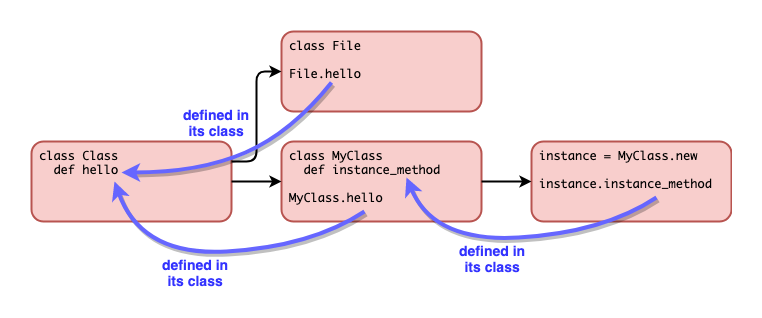 class File
File.hello
defined in
its class
class Class
def hello
class MyClass
def instance_method
MyClass.hello
instance = MyClass.new
instance.instance_method
defined in
its class
defined in
its class